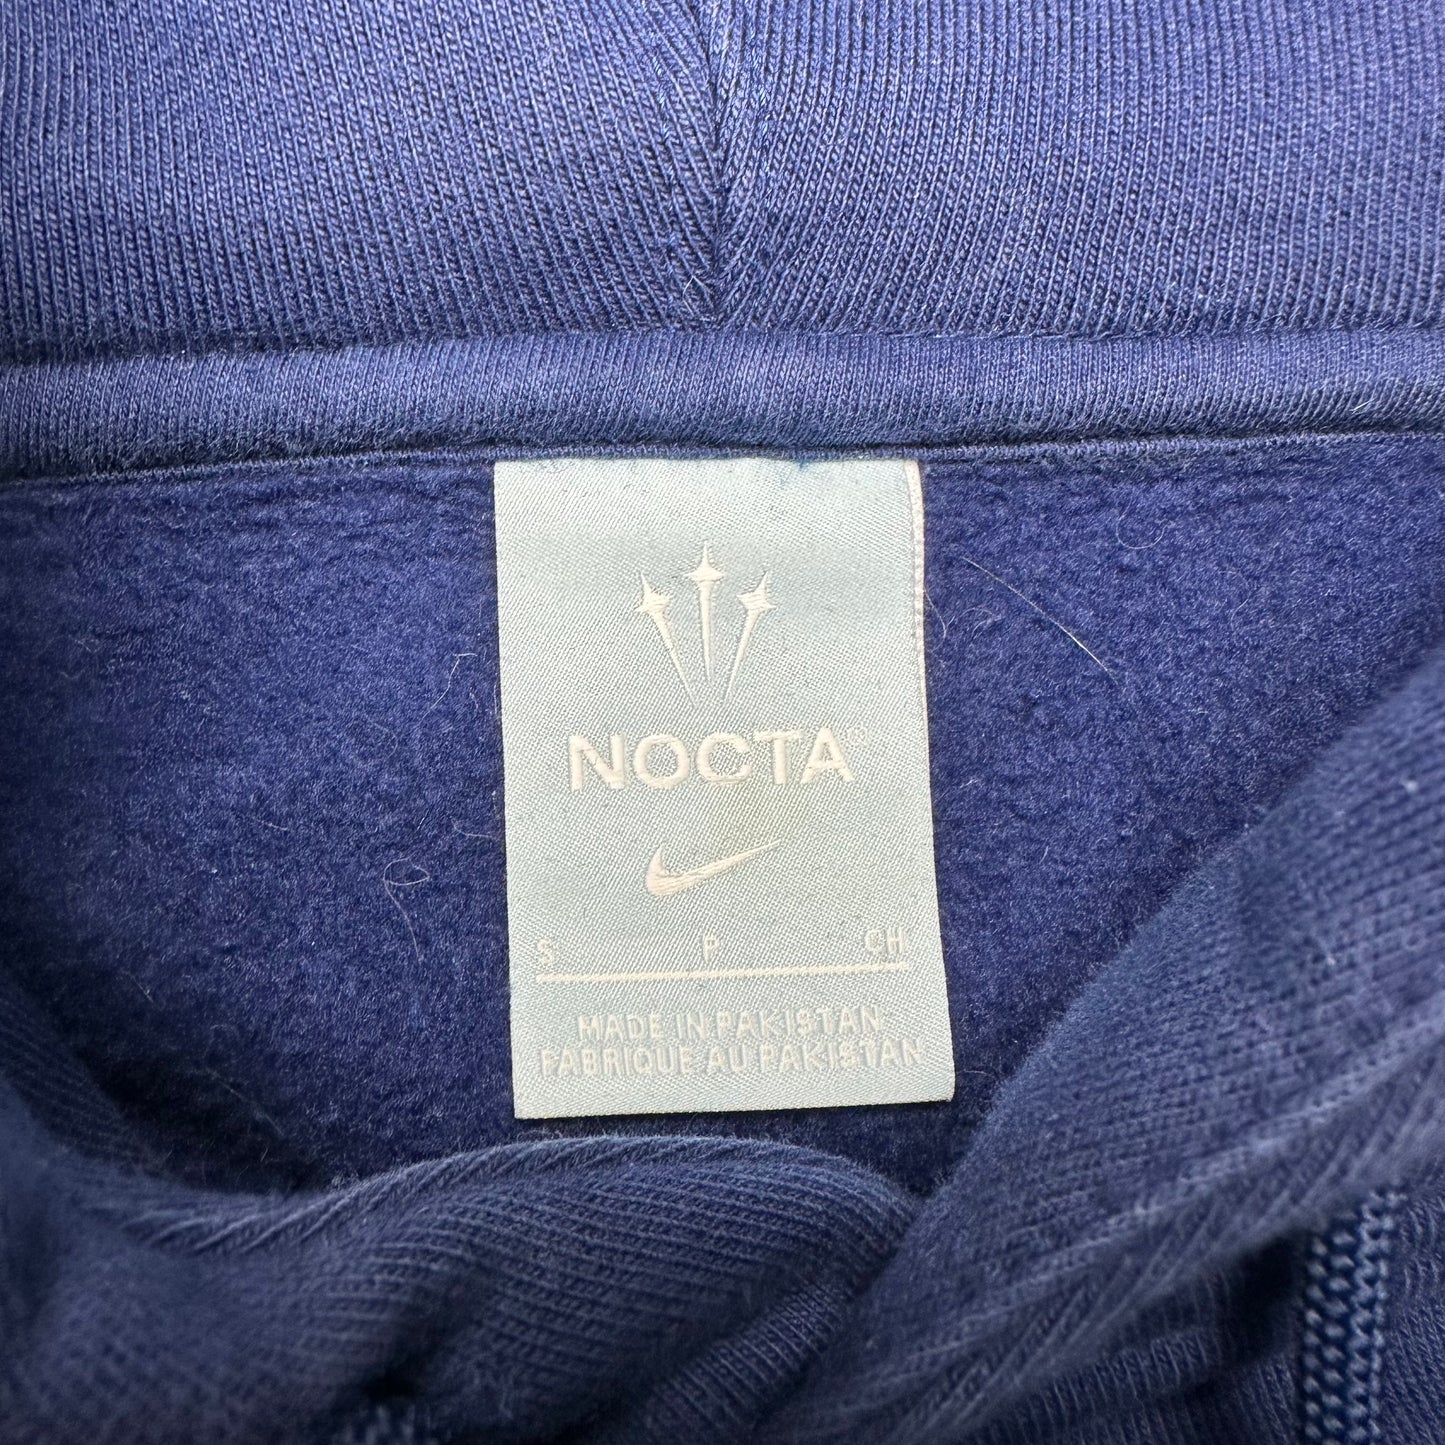 NOCTA®
S P CH
MADE IN PAKISTAN
FABRIQUE AU PAKISTAN